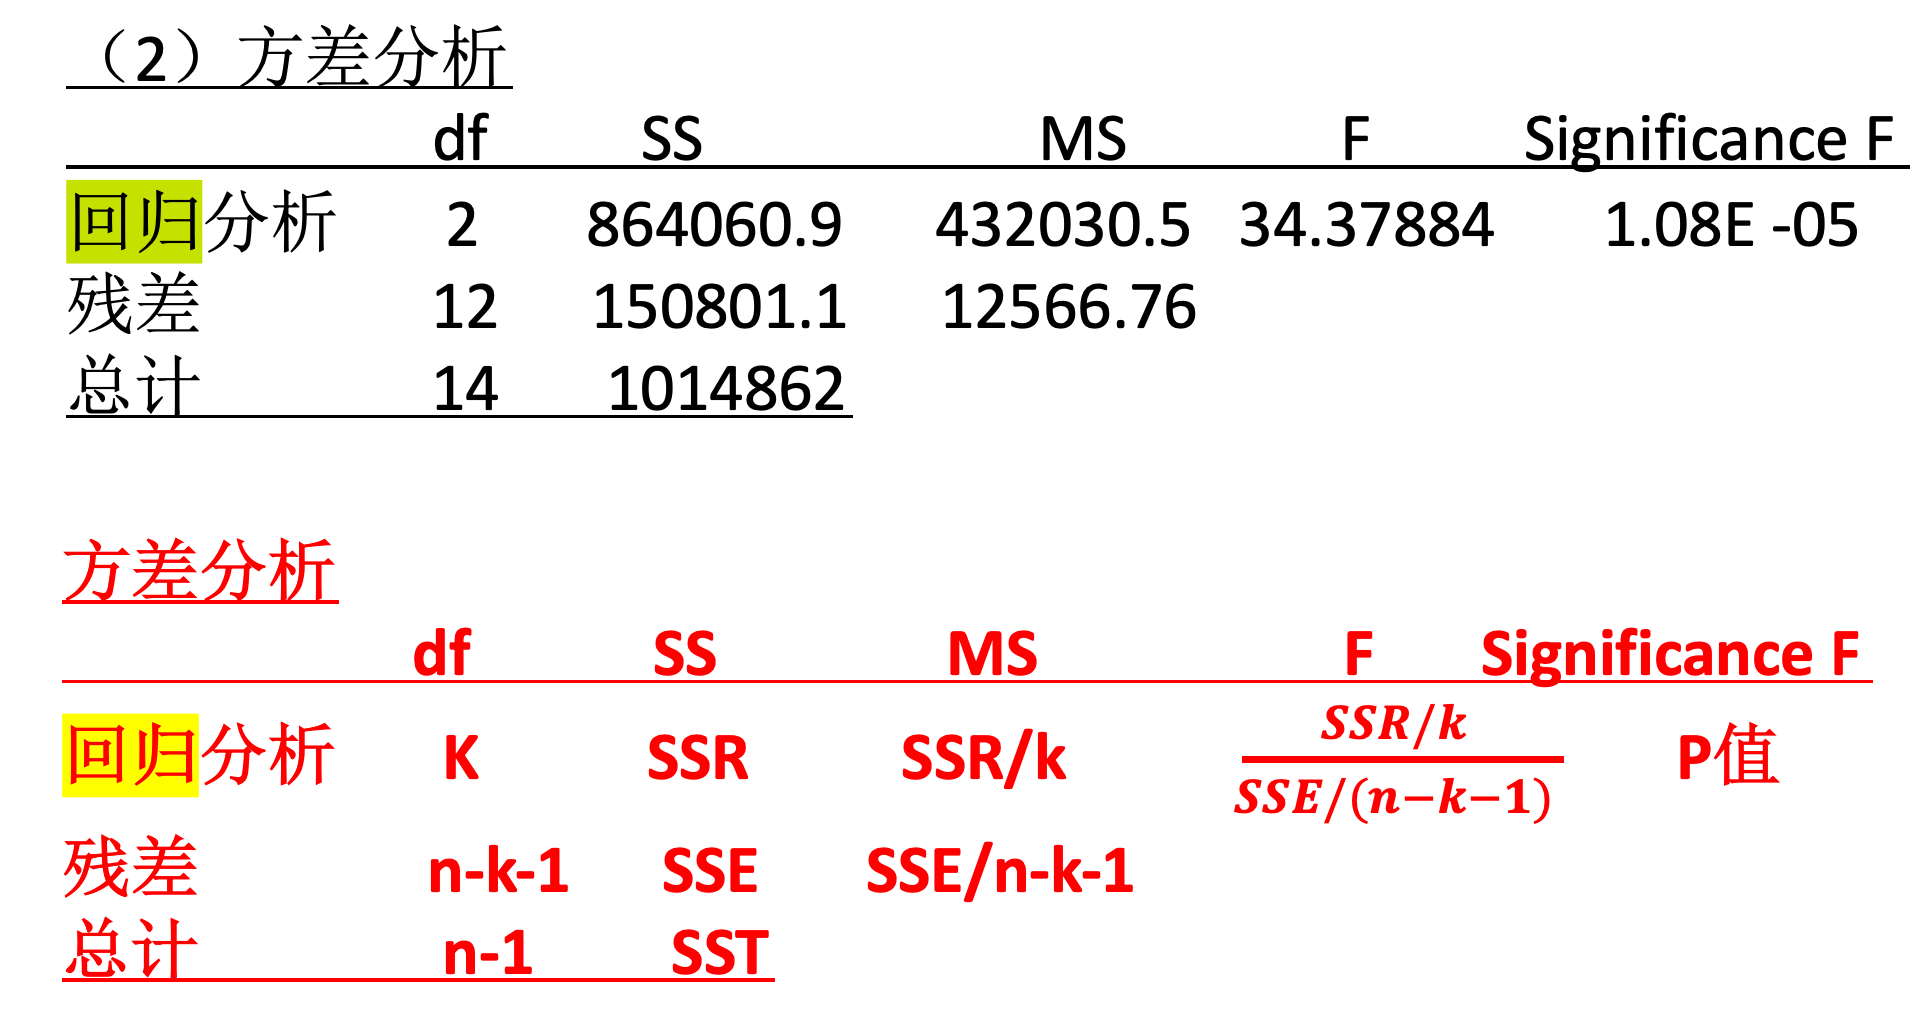 （2）方差分析
df SS MS F Significance F
回归分析 2 864060.9 432030.5 34.37884 1.08E -05
残差 12 150801.1 12566.76
总计 14 1014862
方差分析
df SS MS F Significance F
回归分析 K SSR SSR/k SSR/k / SSE/(n−k−1) P值
残差 n-k-1 SSE SSE/n-k-1
总计 n-1 SST